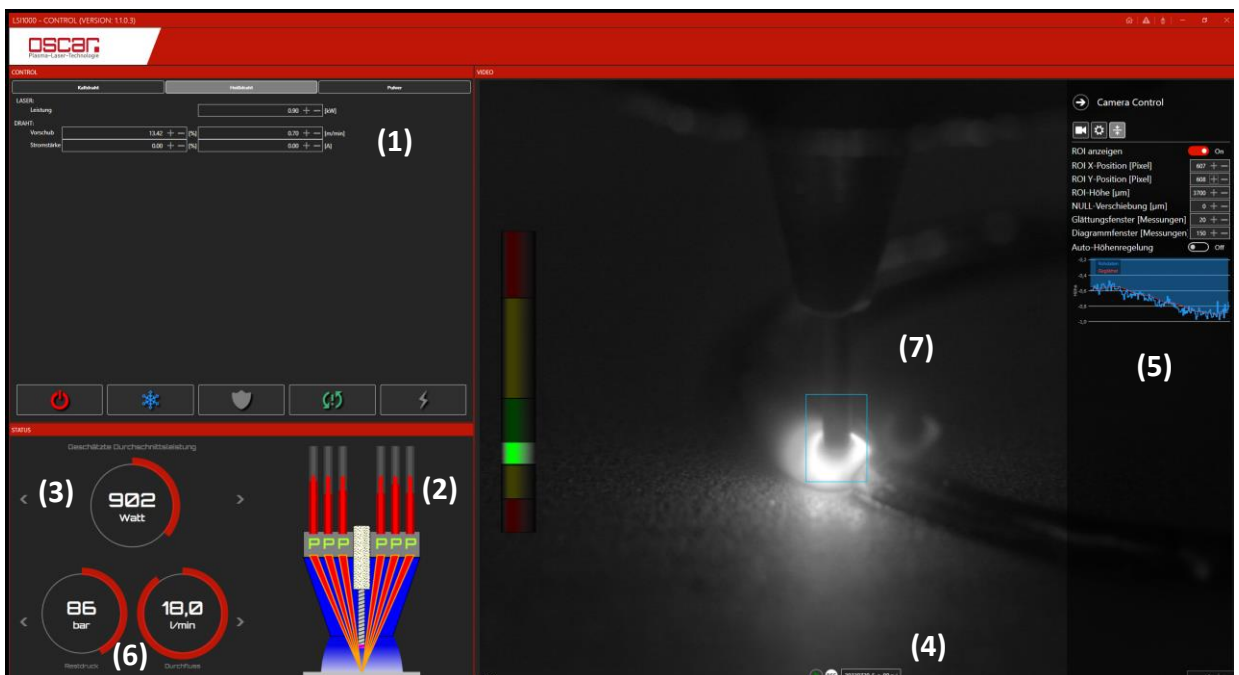 LSI1000 - CONTROL (VERSION: 1.1.0.3)
oscar
Plasma-Laser-Technologie
CONTROL
VIDEO
Kaltdraht
Heißdraht
Pulver
LASER:
Leistung 0.90 + − [kW]
DRAHT:
Vorschub 13.42 + − [%] 0.70 + − [m/min]
Stromstärke 0.00 + − [%] 0.00 + − [A]
(1)
Camera Control
ROI anzeigen On
ROI X-Position [Pixel] 607 + −
ROI Y-Position [Pixel] 608 + −
ROI-Höhe [µm] 3700 + −
NULL-Verschiebung [µm] 0 + −
Glättungsfenster [Messungen] 20 + −
Diagrammfenster [Messungen] 150 + −
Auto-Höhenregelung Off
Höhe
(5)
(7)
STATUS
Geschätzte Durchschnittsleistung
902
Watt
(3)
(2)
P P P P P P
86
bar
Restdruck
18,0
l/min
Durchfluss
(6)
(4)